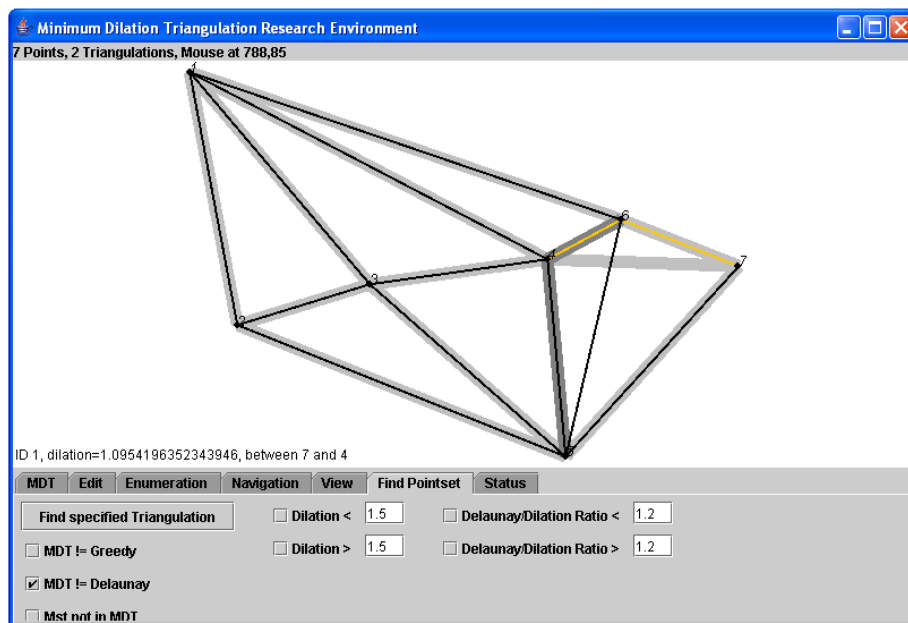 Minimum Dilation Triangulation Research Environment
7 Points, 2 Triangulations, Mouse at 788,85
1
6
4
7
3
2
5
ID 1, dilation=1.0954196352343946, between 7 and 4
MDT Edit Enumeration Navigation View Find Pointset Status
Find specified Triangulation Dilation < 1.5 Delaunay/Dilation Ratio < 1.2
MDT != Greedy Dilation > 1.5 Delaunay/Dilation Ratio > 1.2
MDT != Delaunay
Mst not in MDT